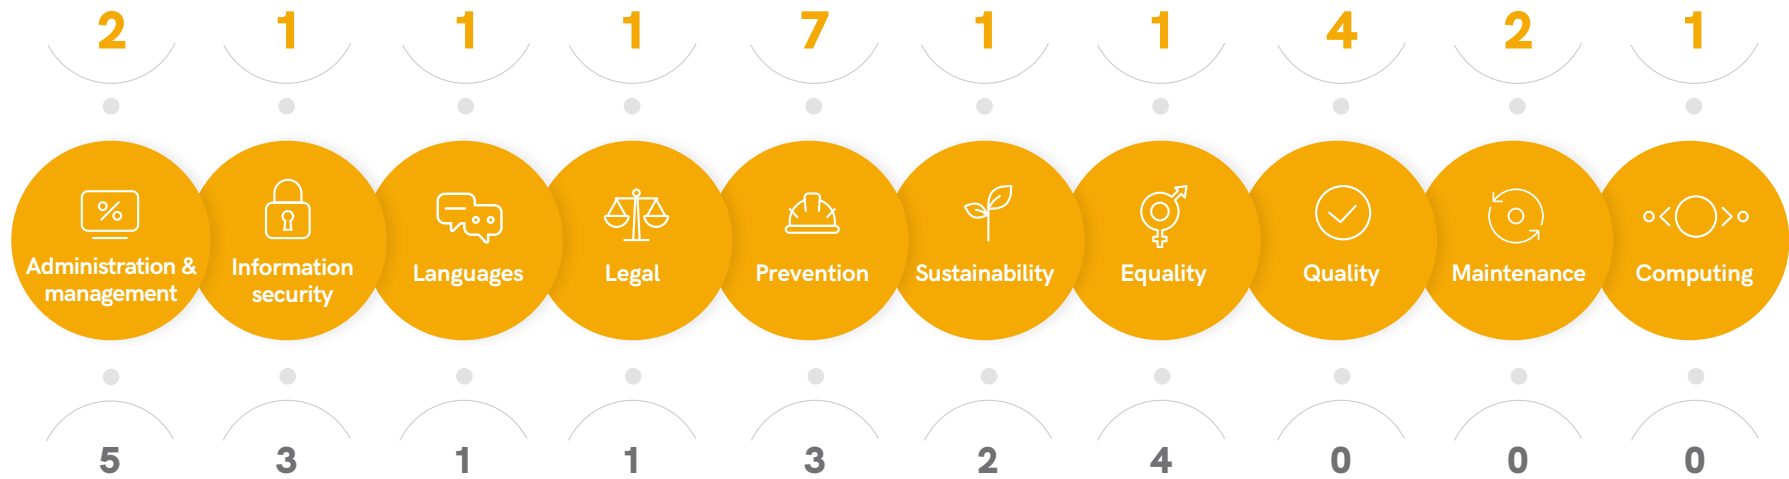 2 1 1 1 7 1 1 4 2 1
%
Administration &
management
Information
security
Languages
Legal
Prevention
Sustainability
Equality
Quality
Maintenance
Computing
5 3 1 1 3 2 4 0 0 0